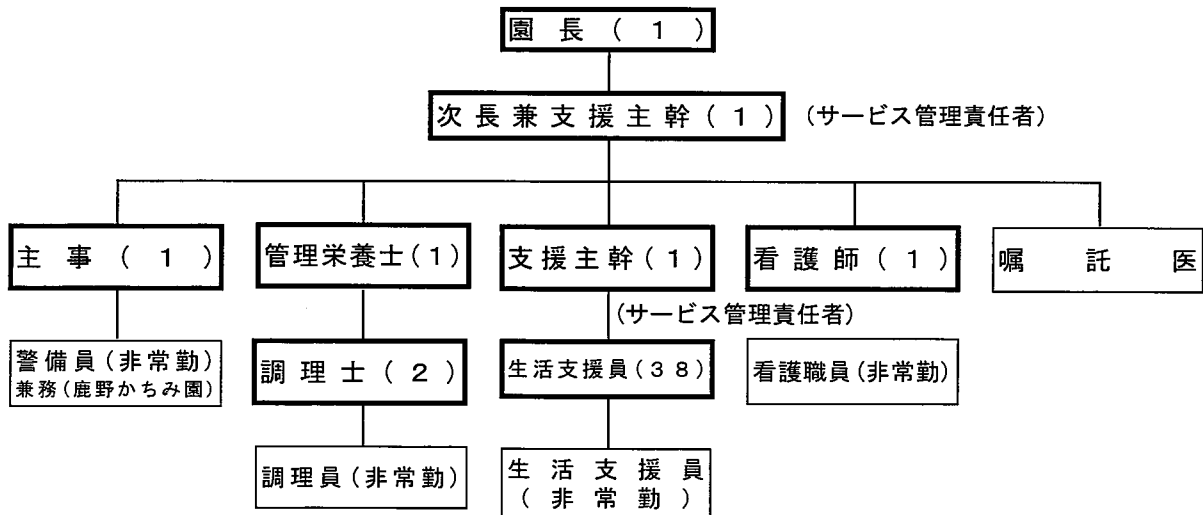 園長(1)
次長兼支援主幹(1) (サービス管理責任者)
主事(1)
管理栄養士(1)
支援主幹(1)
看護師(1)
嘱託医
(サービス管理責任者)
警備員(非常勤)
兼務(鹿野かちみ園)
調理士(2)
生活支援員(38)
看護職員(非常勤)
調理員(非常勤)
生活支援員
(非常勤)